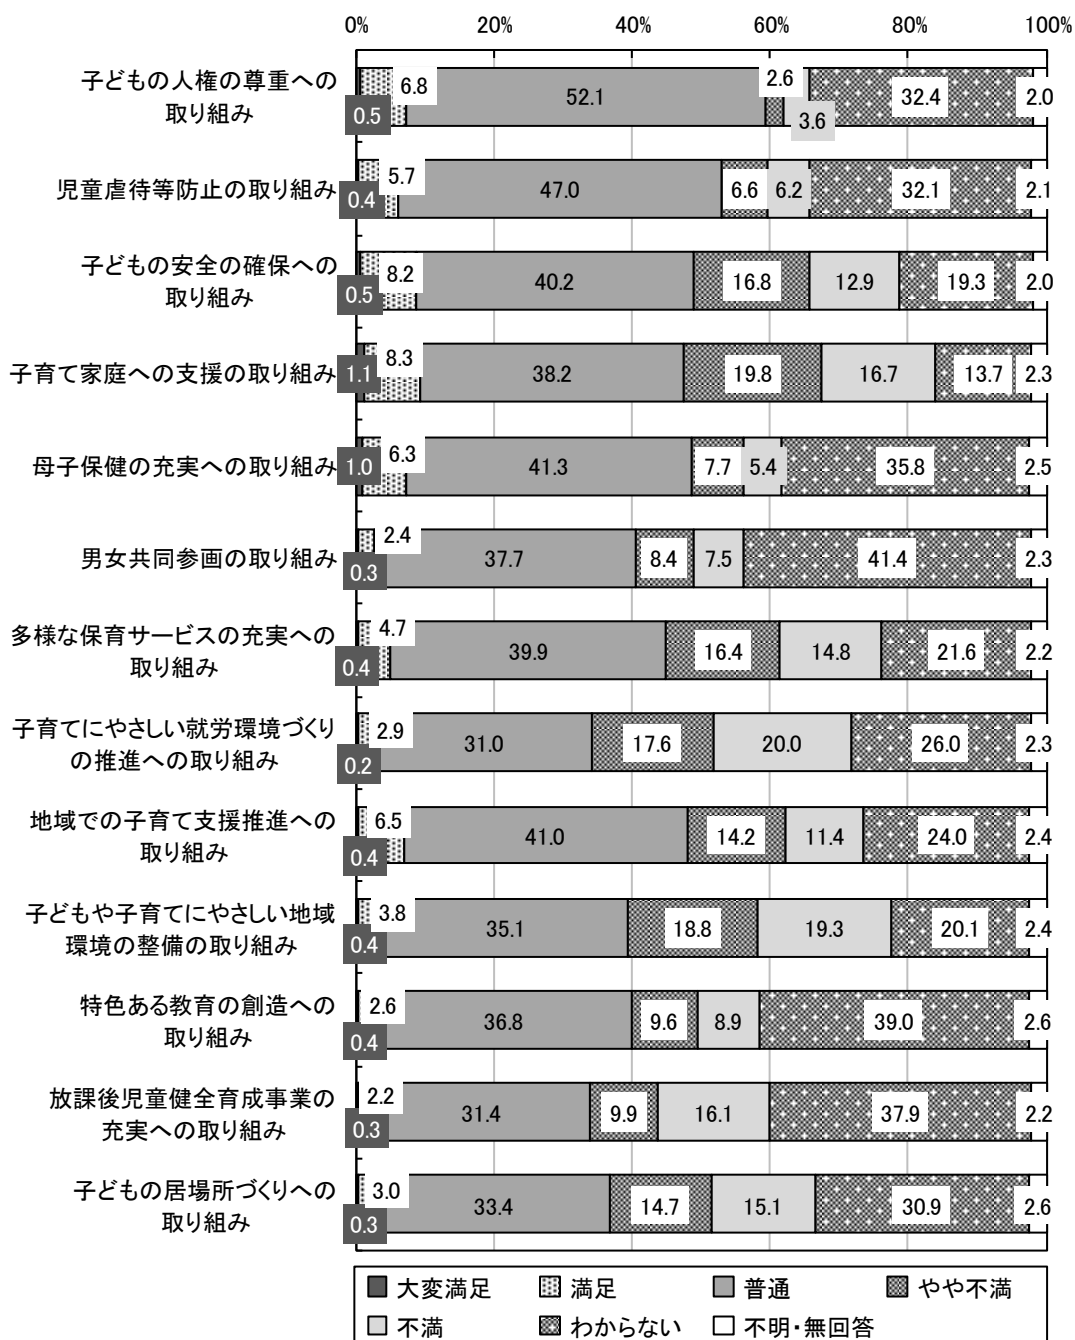 0% 20% 40% 60% 80% 100%
子どもの人権の尊重への
取り組み
0.5 6.8 52.1 2.6 3.6 32.4 2.0
児童虐待等防止の取り組み
0.4 5.7 47.0 6.6 6.2 32.1 2.1
子どもの安全の確保への
取り組み
0.5 8.2 40.2 16.8 12.9 19.3 2.0
子育て家庭への支援の取り組み
1.1 8.3 38.2 19.8 16.7 13.7 2.3
母子保健の充実への取り組み
1.0 6.3 41.3 7.7 5.4 35.8 2.5
男女共同参画の取り組み
0.3 2.4 37.7 8.4 7.5 41.4 2.3
多様な保育サービスの充実への
取り組み
0.4 4.7 39.9 16.4 14.8 21.6 2.2
子育てにやさしい就労環境づくり
の推進への取り組み
0.2 2.9 31.0 17.6 20.0 26.0 2.3
地域での子育て支援推進への
取り組み
0.4 6.5 41.0 14.2 11.4 24.0 2.4
子どもや子育てにやさしい地域
環境の整備の取り組み
0.4 3.8 35.1 18.8 19.3 20.1 2.4
特色ある教育の創造への
取り組み
0.4 2.6 36.8 9.6 8.9 39.0 2.6
放課後児童健全育成事業の
充実への取り組み
0.3 2.2 31.4 9.9 16.1 37.9 2.2
子どもの居場所づくりへの
取り組み
0.3 3.0 33.4 14.7 15.1 30.9 2.6
大変満足 満足 普通 やや不満
不満 わからない 不明・無回答